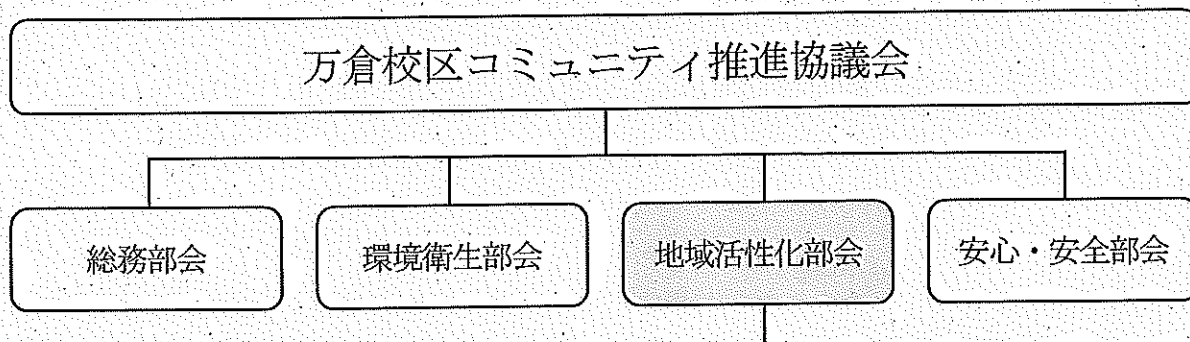 万倉校区コミュニティ推進協議会
総務部会
環境衛生部会
地域活性化部会
安心・安全部会